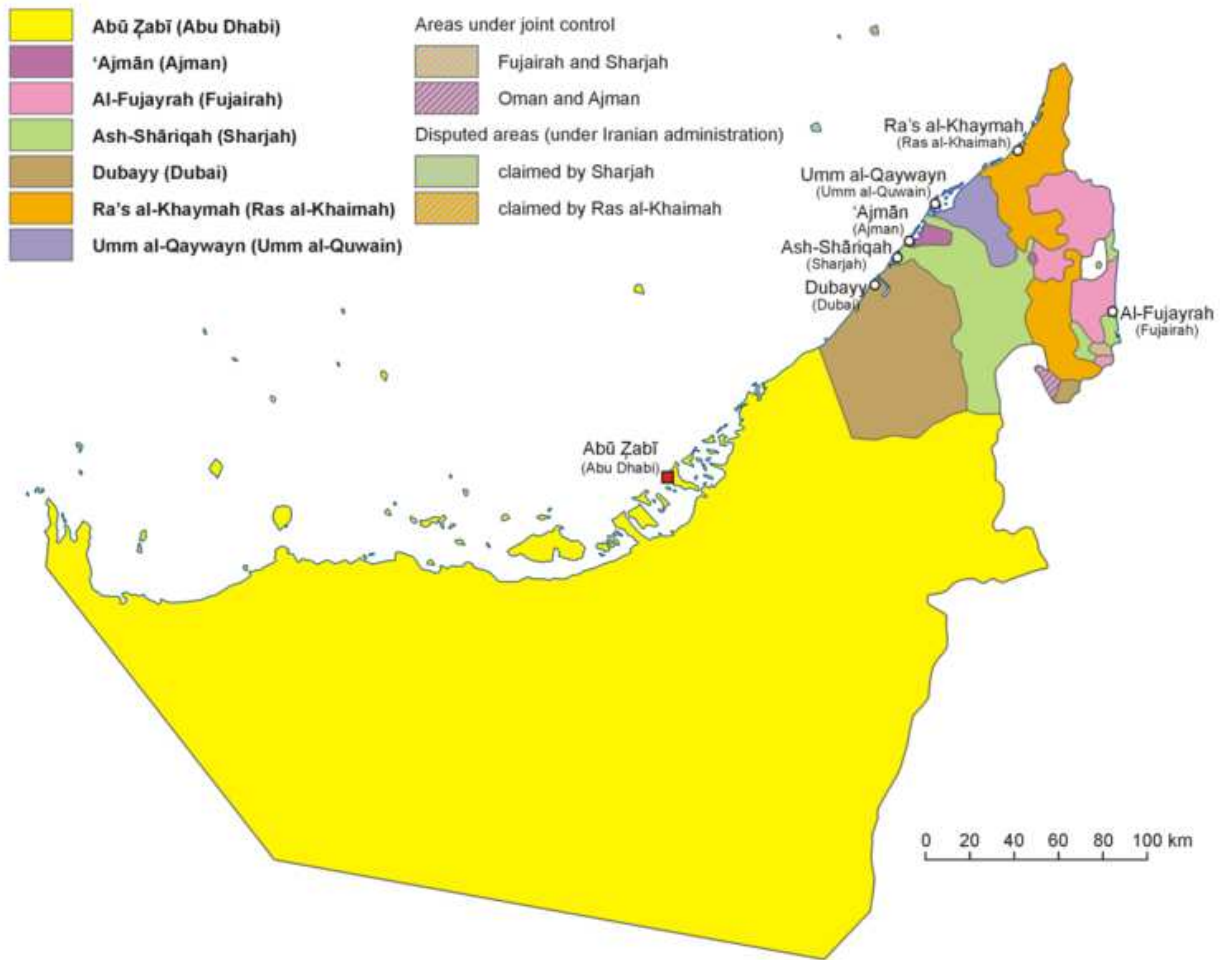 Abū Ẓabī (Abu Dhabi)
‘Ajmān (Ajman)
Al-Fujayrah (Fujairah)
Ash-Shāriqah (Sharjah)
Dubayy (Dubai)
Ra's al-Khaymah (Ras al-Khaimah)
Umm al-Qaywayn (Umm al-Quwain)
Areas under joint control
Fujairah and Sharjah
Oman and Ajman
Disputed areas (under Iranian administration)
claimed by Sharjah
claimed by Ras al-Khaimah
Ra's al-Khaymah
(Ras al-Khaimah)
Umm al-Qaywayn
(Umm al-Quwain)
‘Ajmān
(Ajman)
Ash-Shāriqah
(Sharjah)
Dubayy
(Dubai)
Al-Fujayrah
(Fujairah)
Abū Ẓabī
(Abu Dhabi)
0 20 40 60 80 100 km